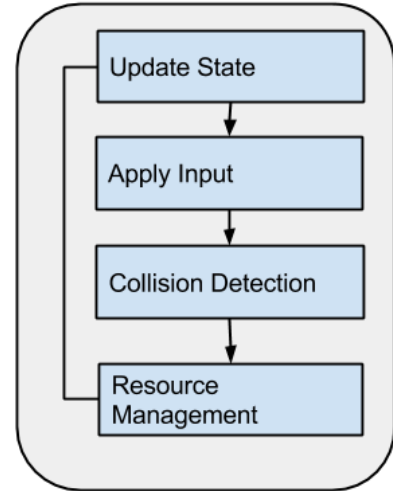 Update State
Apply Input
Collision Detection
Resource
Management